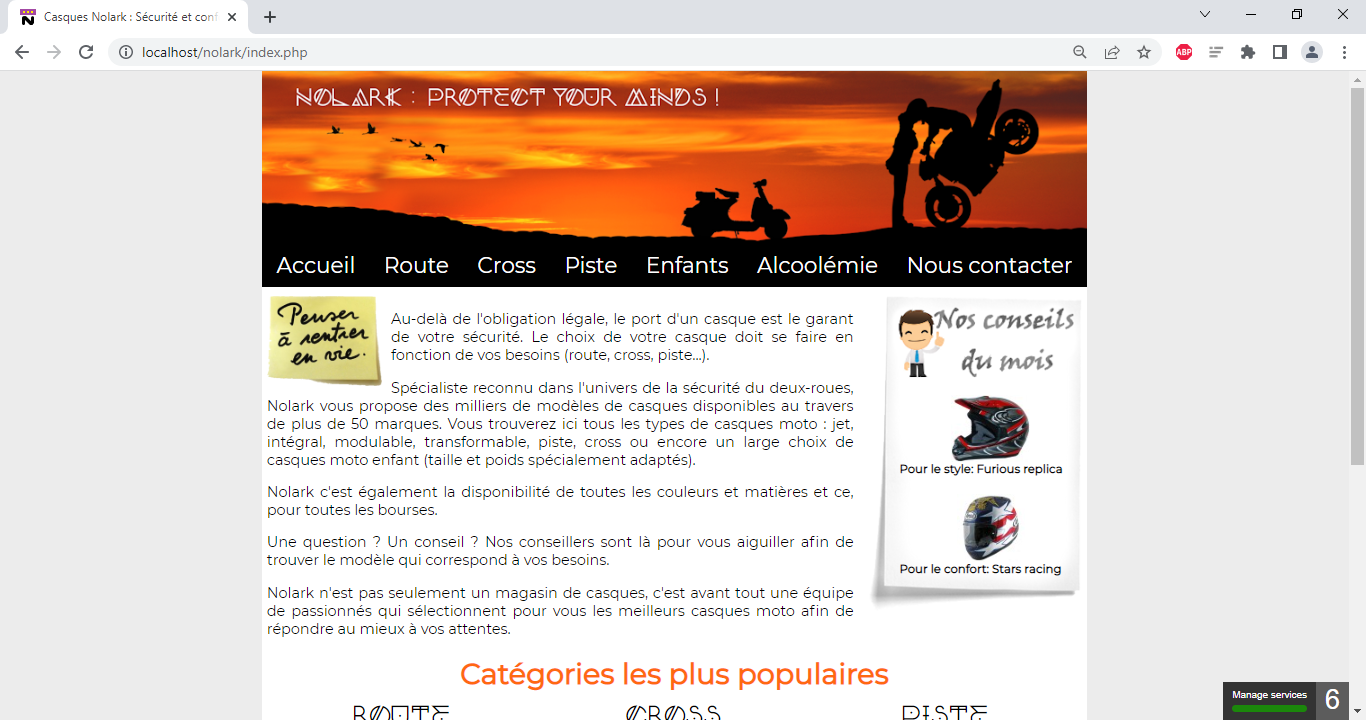 Casques Nolark : Sécurité et conf
localhost/nolark/index.php
ABP
NOLARK : PROTECT YOUR MINDS !
Accueil Route Cross Piste Enfants Alcoolémie Nous contacter
Penser
à rentrer
en vie.
Au-delà de l'obligation légale, le port d'un casque est le garant
de votre sécurité. Le choix de votre casque doit se faire en
fonction de vos besoins (route, cross, piste...).
Spécialiste reconnu dans l'univers de la sécurité du deux-roues,
Nolark vous propose des milliers de modèles de casques disponibles au travers
de plus de 50 marques. Vous trouverez ici tous les types de casques moto : jet,
intégral, modulable, transformable, piste, cross ou encore un large choix de
casques moto enfant (taille et poids spécialement adaptés).
Nolark c'est également la disponibilité de toutes les couleurs et matières et ce,
pour toutes les bourses.
Une question ? Un conseil ? Nos conseillers sont là pour vous aiguiller afin de
trouver le modèle qui correspond à vos besoins.
Nolark n'est pas seulement un magasin de casques, c'est avant tout une équipe
de passionnés qui sélectionnent pour vous les meilleurs casques moto afin de
répondre au mieux à vos attentes.
Nos conseils
du mois
Pour le style: Furious replica
Pour le confort: Stars racing
Catégories les plus populaires
ROUTE CROSS PISTE
Manage services 6